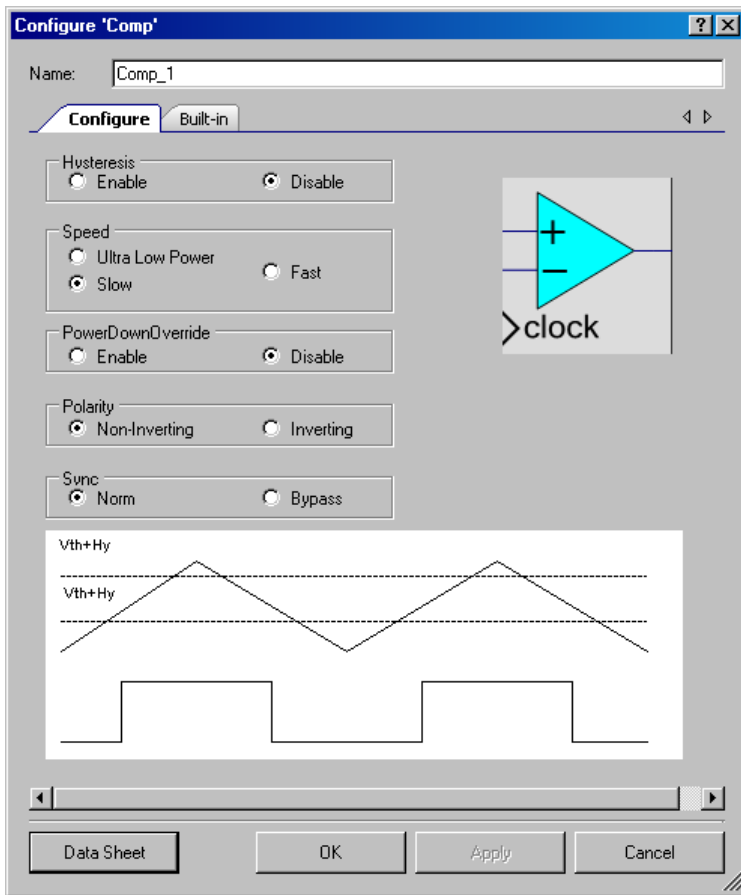 Configure 'Comp'
Name: Comp_1
Configure Built-in
Hysteresis
Enable Disable
Speed
Ultra Low Power
Slow Fast
PowerDownOverride
Enable Disable
Polarity
Non-Inverting Inverting
Sync
Norm Bypass
+
−
clock
Vth+Hy
Vth+Hy
Data Sheet OK Apply Cancel